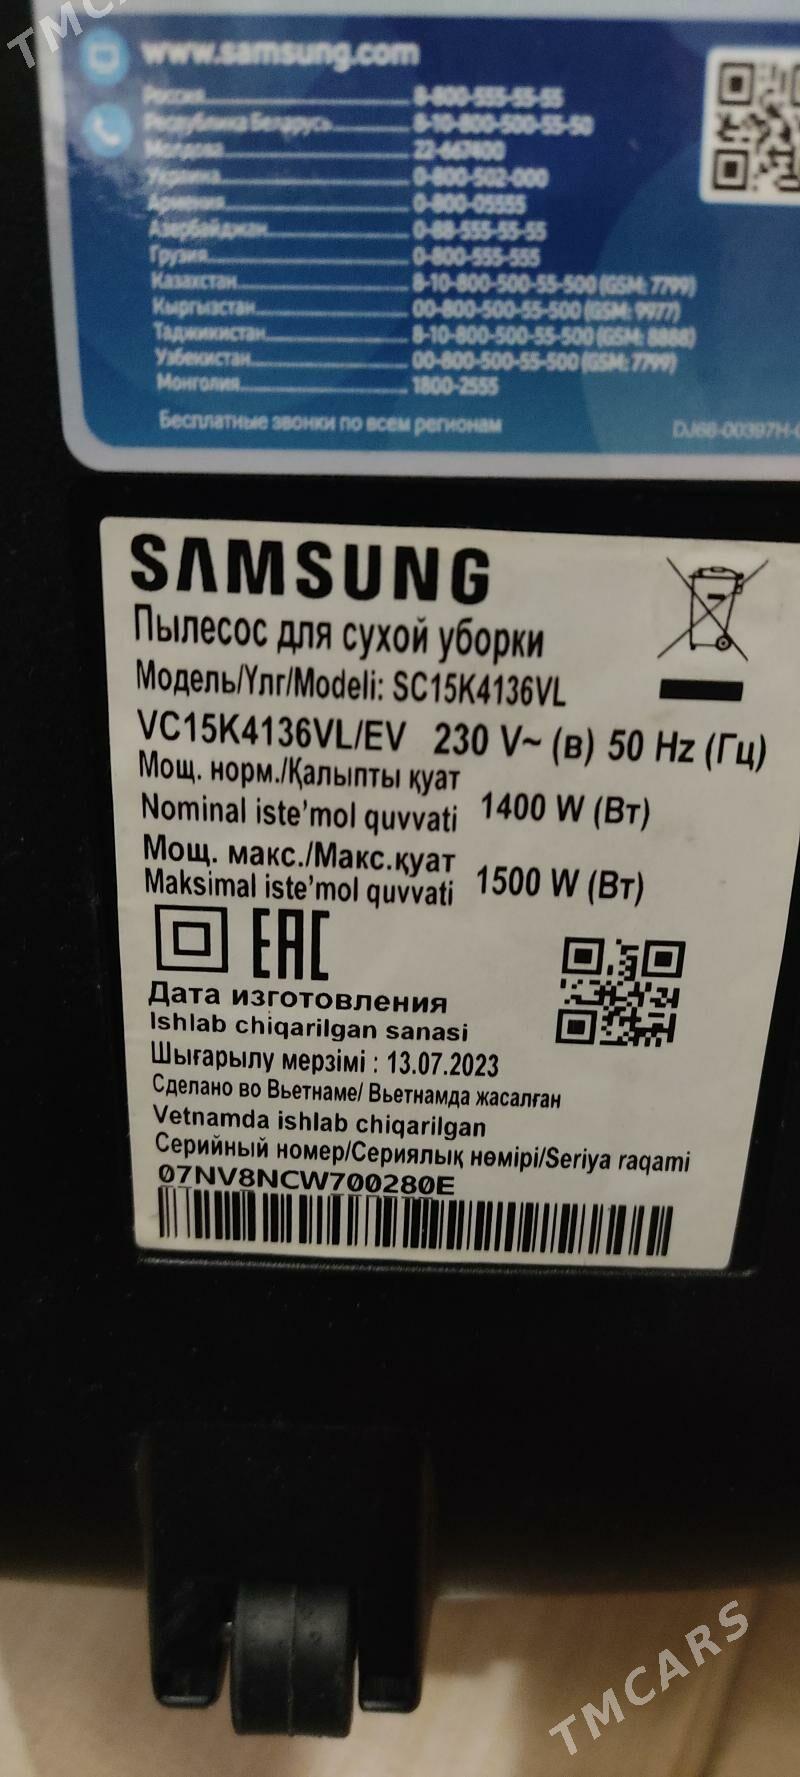 www.samsung.com
Россия 8-800-555-55-55
Республика Беларусь 8-10-800-500-55-50
Молдова 22-667400
Украина 0-800-502-000
Армения 0-800-05555
Азербайджан 0-88-555-55-55
Грузия 0-800-555-555
Казахстан 8-10-800-500-55-500 (GSM: 7799)
Кыргызстан 00-800-500-55-500 (GSM: 9977)
Таджикистан 8-10-800-500-55-500 (GSM: 8888)
Узбекистан 00-800-500-55-500 (GSM: 7799)
Монголия 1800-2555
Бесплатные звонки по всем регионам
DJ68-00397H
SAMSUNG
Пылесос для сухой уборки
Модель/Үлг/Modeli: SC15K4136VL
VC15K4136VL/EV 230 V~ (в) 50 Hz (Гц)
Мощ. норм./Қалыпты қуат
Nominal iste'mol quvvati 1400 W (Вт)
Мощ. макс./Макс.қуат
Maksimal iste'mol quvvati 1500 W (Вт)
EAC
Дата изготовления
Ishlab chiqarilgan sanasi
Шығарылу мерзімі : 13.07.2023
Сделано во Вьетнаме/ Вьетнамда жасалған
Vetnamda ishlab chiqarilgan
Серийный номер/Сериялық нөмірі/Seriya raqami
07NV8NCW700280E
TMCARS